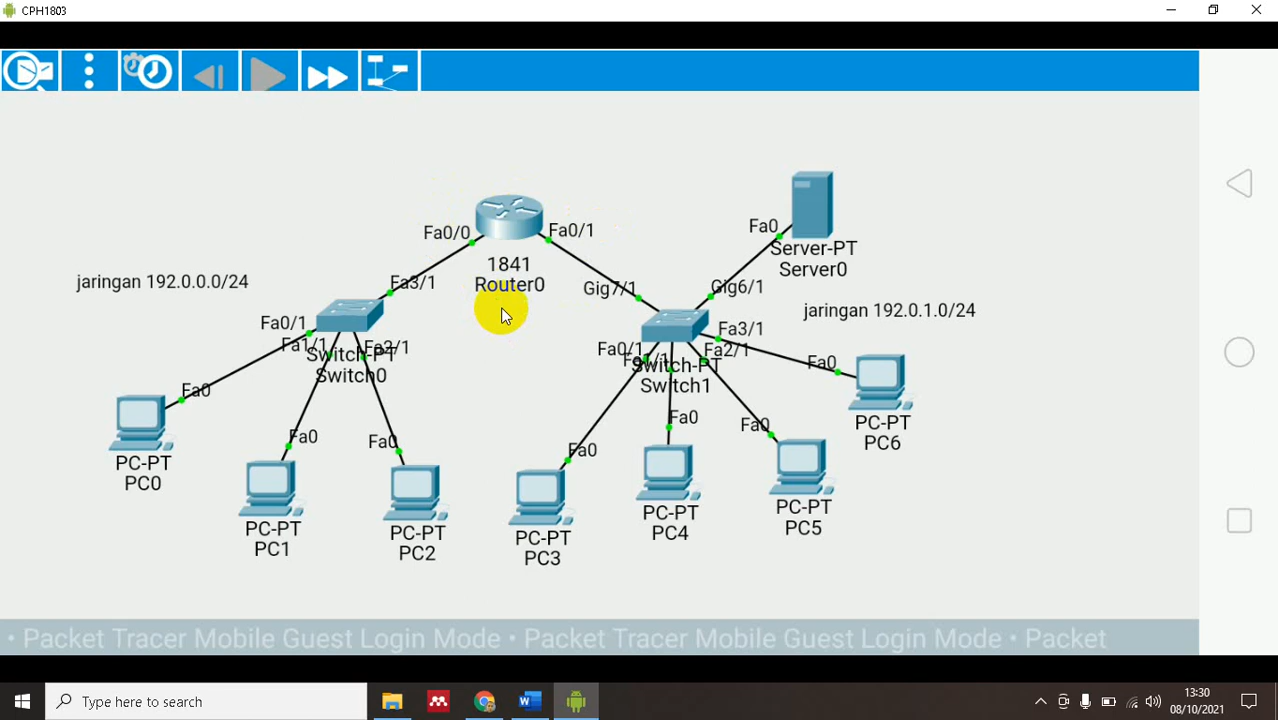 CPH1803
Fa0/0
Fa0/1
1841
Router0
Fa0
Server-PT
Server0
jaringan 192.0.0.0/24
Fa3/1
Gig7/1
Gig6/1
jaringan 192.0.1.0/24
Fa0/1
Fa1/1
Fa2/1
Switch-PT
Switch0
Fa0/1
Fa1/1
Fa2/1
Fa3/1
Switch-PT
Switch1
Fa0
PC-PT
PC0
Fa0
PC-PT
PC1
Fa0
PC-PT
PC2
Fa0
PC-PT
PC3
Fa0
PC-PT
PC4
Fa0
PC-PT
PC5
Fa0
PC-PT
PC6
• Packet Tracer Mobile Guest Login Mode • Packet Tracer Mobile Guest Login Mode • Packet
Type here to search
13:30
08/10/2021